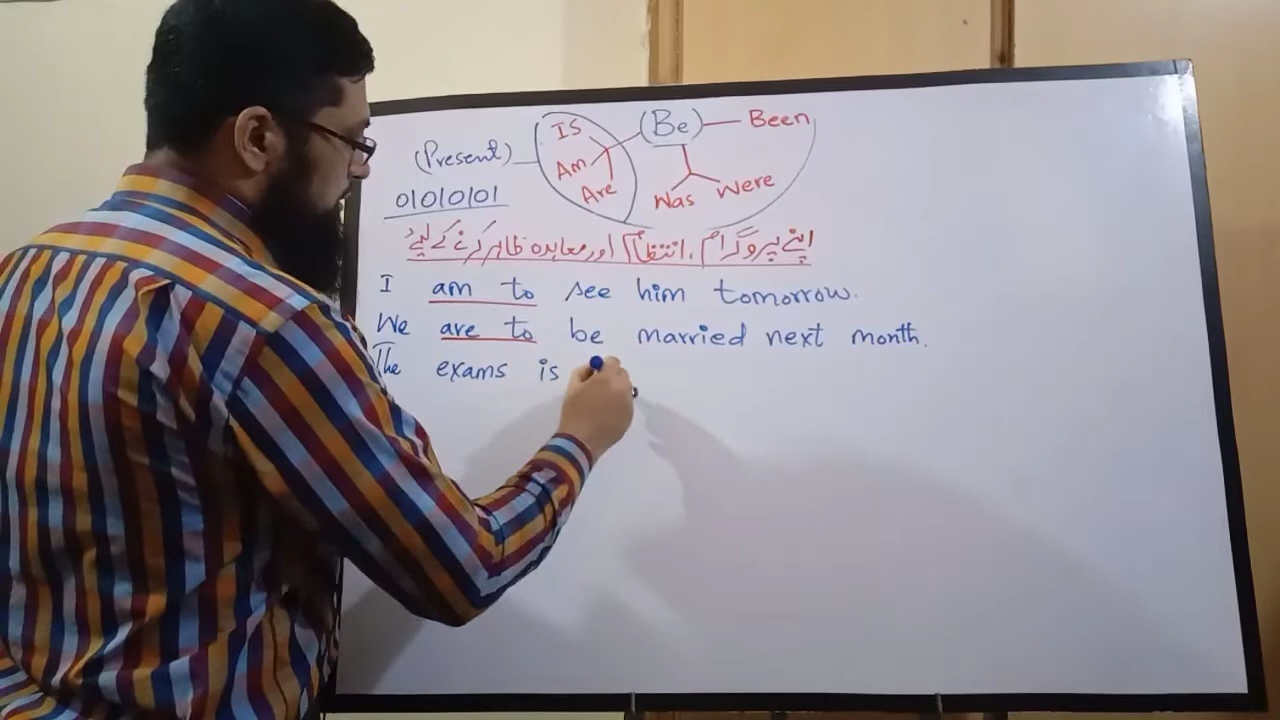 Is (Be) Been
(Present) Am
Are Was Were
01010101
اپنے پروگرام، انتظام اور معاہدہ ظاہر کرنے کے لیے
I am to see him tomorrow.
We are to be married next month.
The exams is